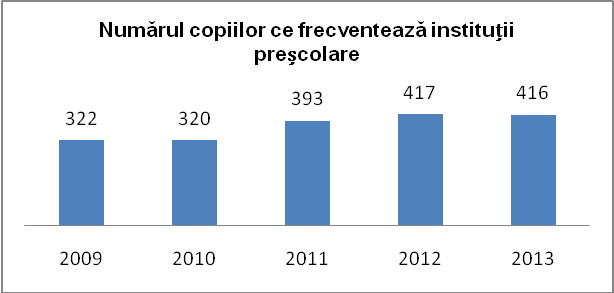 Numărul copiilor ce frecventează instituţii
preşcolare
322 320 393 417 416
2009 2010 2011 2012 2013